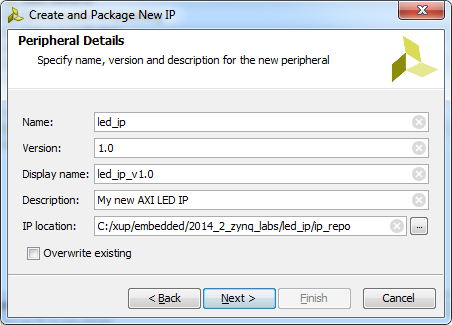 Create and Package New IP
Peripheral Details
Specify name, version and description for the new peripheral
Name: led_ip
Version: 1.0
Display name: led_ip_v1.0
Description: My new AXI LED IP
IP location: C:/xup/embedded/2014_2_zynq_labs/led_ip/ip_repo ...
Overwrite existing
< Back Next > Finish Cancel